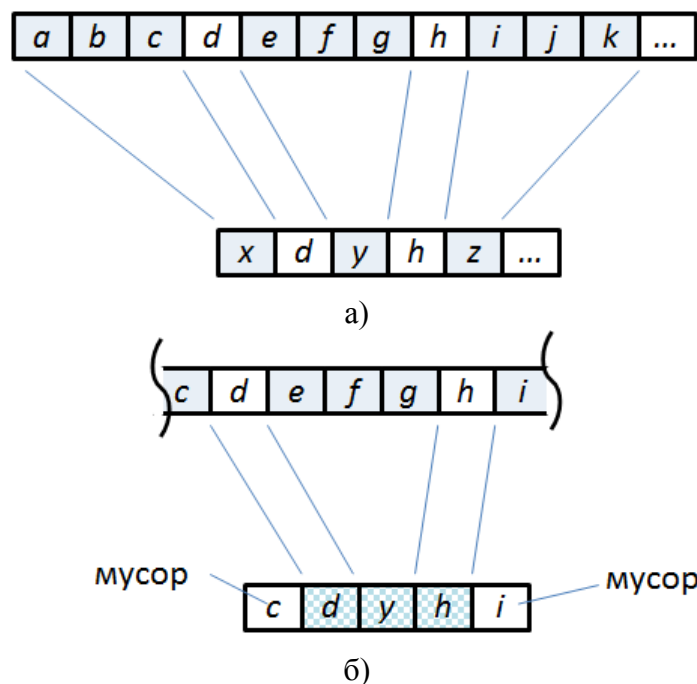 a b c d e f g h i j k ...
x d y h z ...
а)
c d e f g h i
мусор
мусор
c d y h i
б)